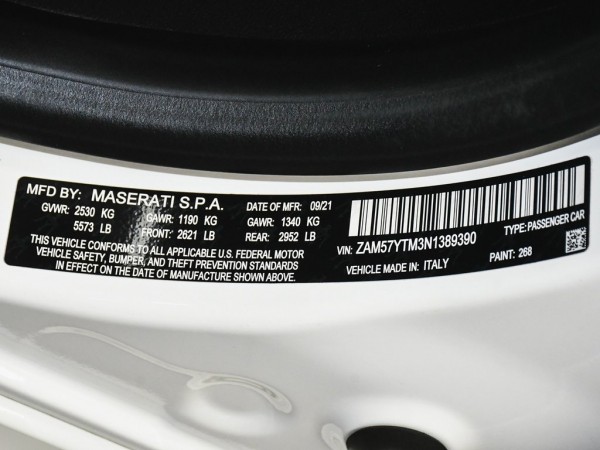 MFD BY: MASERATI S.P.A. DATE OF MFR: 09/21
GVWR: 2530 KG GAWR: 1190 KG GAWR: 1340 KG
5573 LB FRONT: 2621 LB REAR: 2952 LB
THIS VEHICLE CONFORMS TO ALL APPLICABLE U.S. FEDERAL MOTOR
VEHICLE SAFETY, BUMPER, AND THEFT PREVENTION STANDARDS
IN EFFECT ON THE DATE OF MANUFACTURE SHOWN ABOVE.
VIN: ZAM57YTM3N1389390 TYPE: PASSENGER CAR
VEHICLE MADE IN: ITALY PAINT: 268